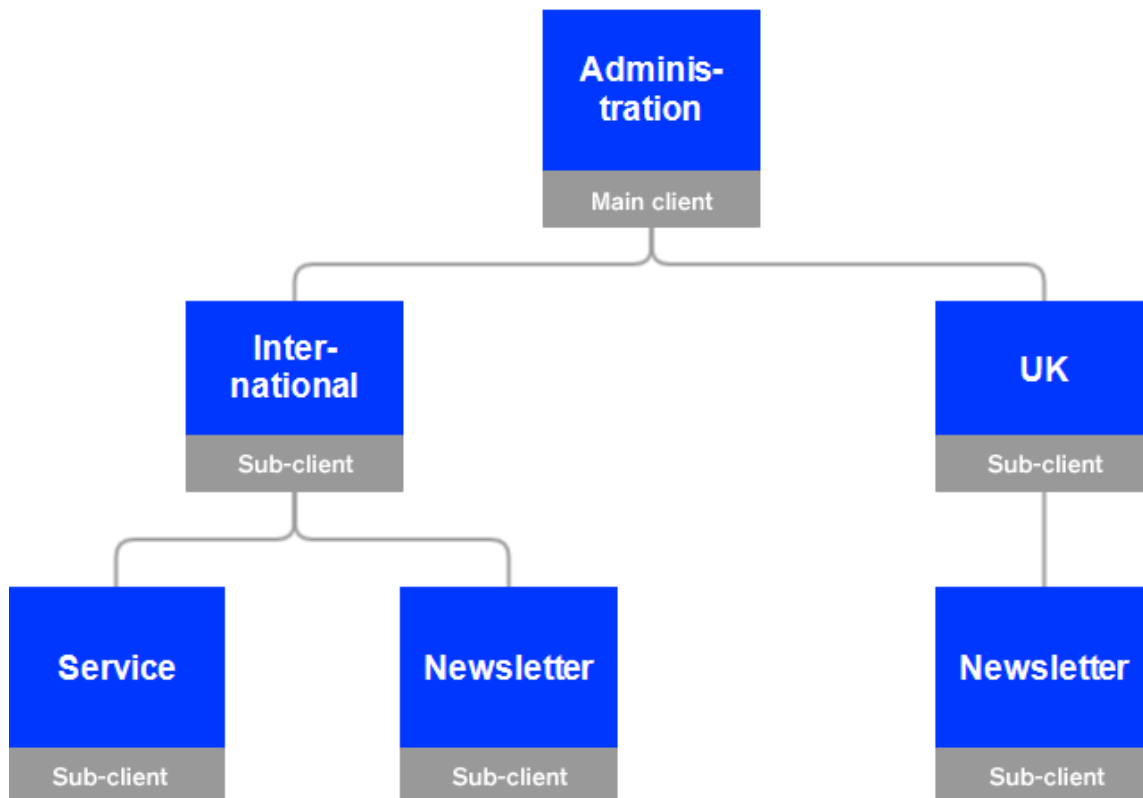 Adminis-
tration
Main client
Inter-
national
Sub-client
UK
Sub-client
Service
Sub-client
Newsletter
Sub-client
Newsletter
Sub-client